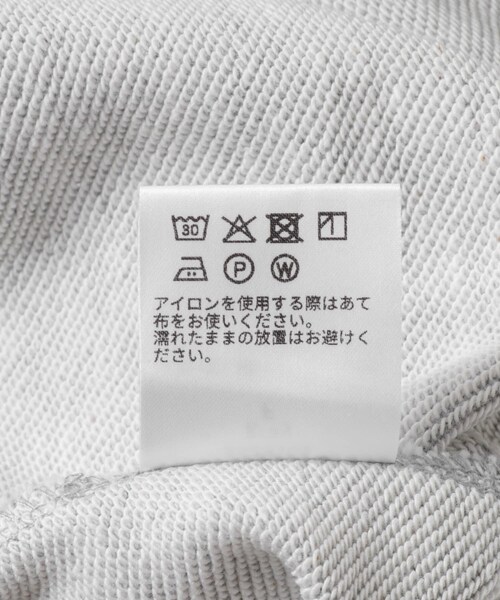 30
P W
アイロンを使用する際はあて
布をお使いください。
濡れたままの放置はお避けく
ださい。